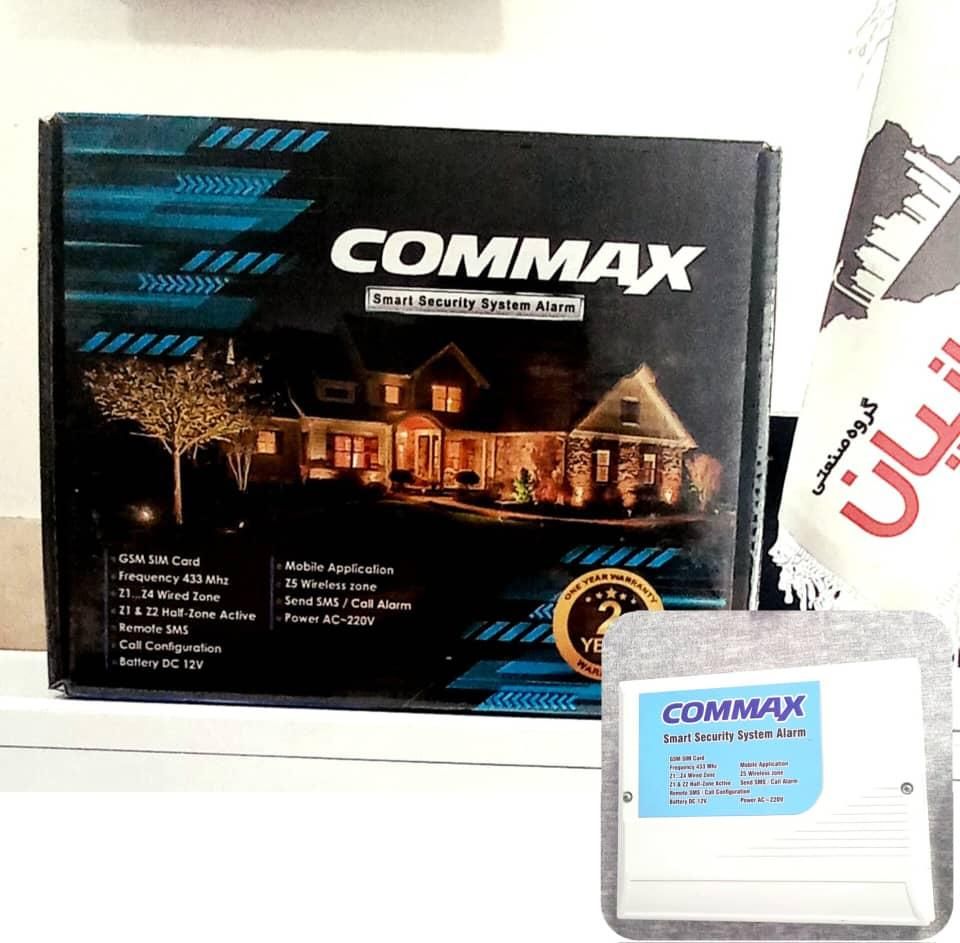 COMMAX
Smart Security System Alarm
GSM SIM Card
Frequency 433 Mhz
Z1...Z4 Wired Zone
Z1 & Z2 Half-Zone Active
Remote SMS
Call Configuration
Battery DC 12V
Mobile Application
Z5 Wireless zone
Send SMS / Call Alarm
Power AC~220V
ONE YEAR WARRANTY
2
گروه صنعتی
COMMAX
Smart Security System Alarm
GSM SIM Card
Frequency 433 Mhz
Z1...Z4 Wired Zone
Z1 & Z2 Half-Zone Active
Remote SMS / Call Configuration
Battery DC 12V
Mobile Application
Z5 Wireless zone
Send SMS / Call Alarm
Power AC~220V